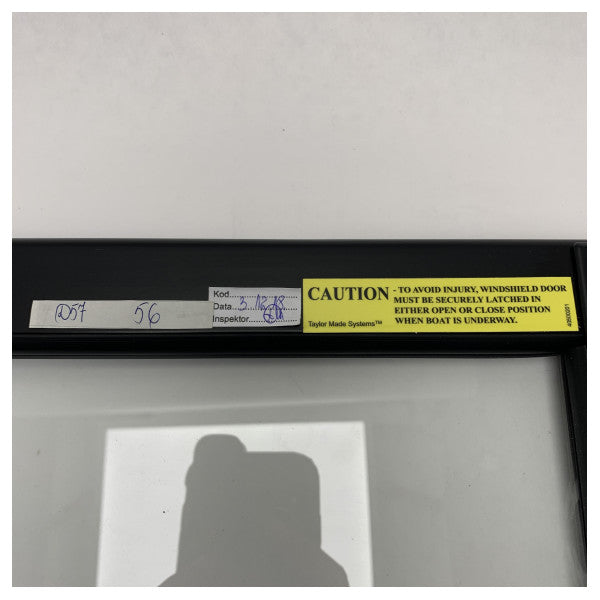 57 56
Kod
Data 3.12.18
Inspektor
CAUTION - TO AVOID INJURY, WINDSHIELD DOOR
MUST BE SECURELY LATCHED IN
EITHER OPEN OR CLOSE POSITION
WHEN BOAT IS UNDERWAY.
Taylor Made Systems™